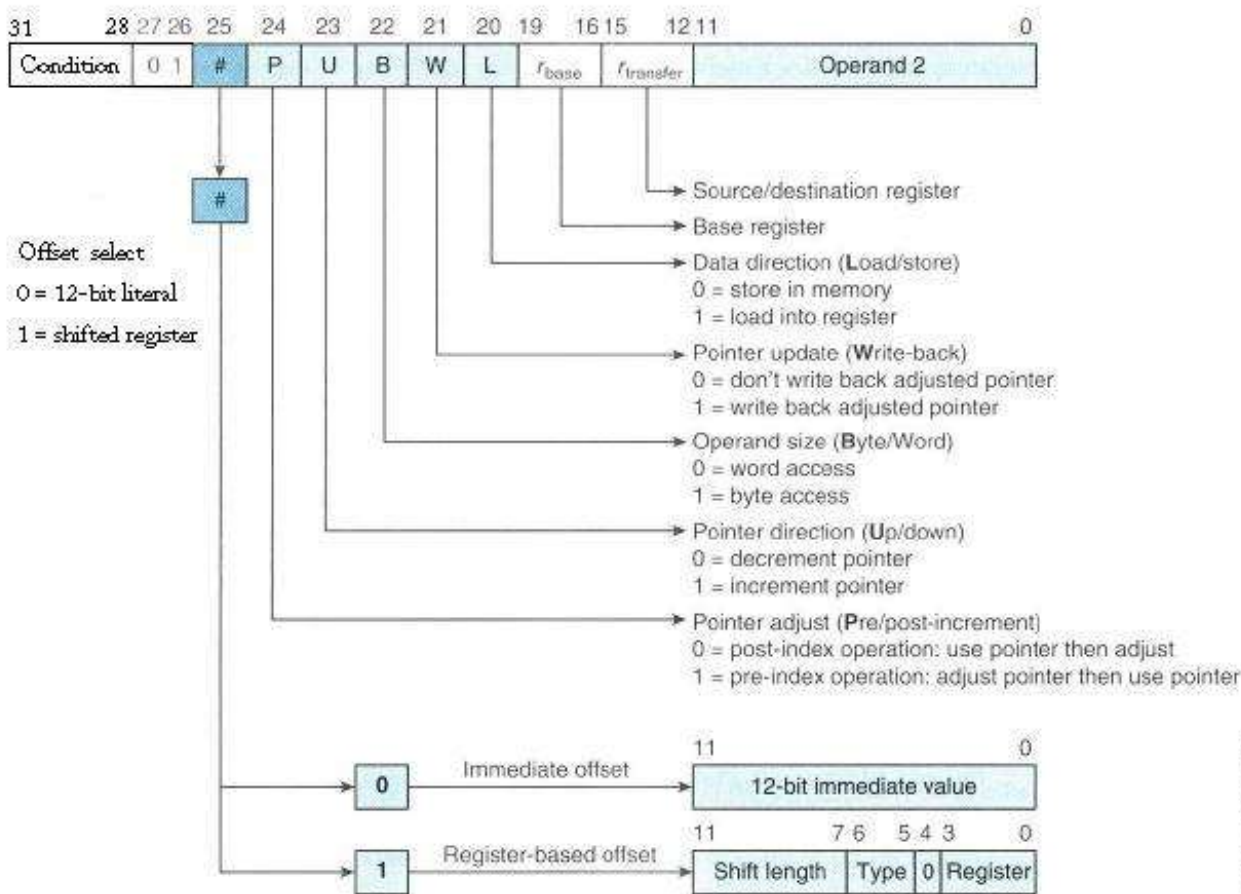 31 28 27 26 25 24 23 22 21 20 19 16 15 12 11 0
Condition 0 1 # P U B W L rbase rtransfer Operand 2
#
Source/destination register
Base register
Offset select
Data direction (Load/store)
0 = 12-bit literal
0 = store in memory
1 = load into register
1 = shifted register
Pointer update (Write-back)
0 = don't write back adjusted pointer
1 = write back adjusted pointer
Operand size (Byte/Word)
0 = word access
1 = byte access
Pointer direction (Up/down)
0 = decrement pointer
1 = increment pointer
Pointer adjust (Pre/post-increment)
0 = post-index operation: use pointer then adjust
1 = pre-index operation: adjust pointer then use pointer
11 0
0 Immediate offset 12-bit immediate value
11 7 6 5 4 3 0
1 Register-based offset Shift length Type 0 Register